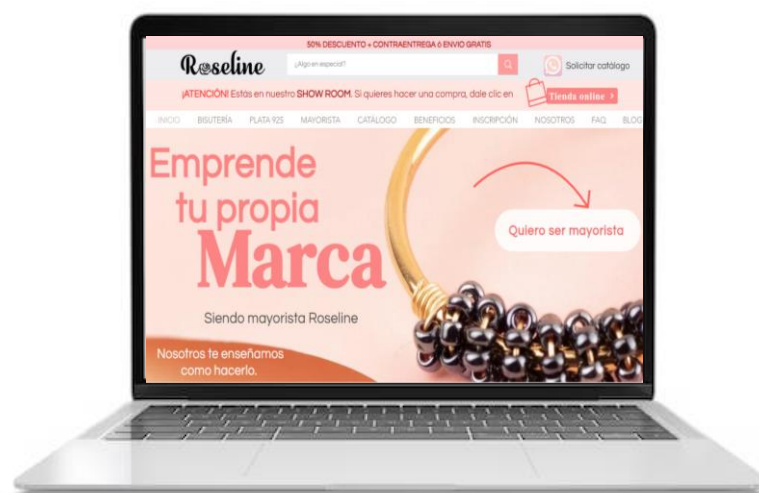 50% DESCUENTO + CONTRAENTREGA ó ENVIO GRATIS
Roseline
¿Algo en especial?
Solicitar catálogo
¡ATENCIÓN! Estás en nuestro SHOW ROOM. Si quieres hacer una compra, dale clic en
Tienda online >
INICIO BISUTERÍA PLATA 925 MAYORISTA CATÁLOGO BENEFICIOS INSCRIPCIÓN NOSOTROS FAQ BLOG
Emprende
tu propia
Marca
Quiero ser mayorista
Siendo mayorista Roseline
Nosotros te enseñamos
como hacerlo.